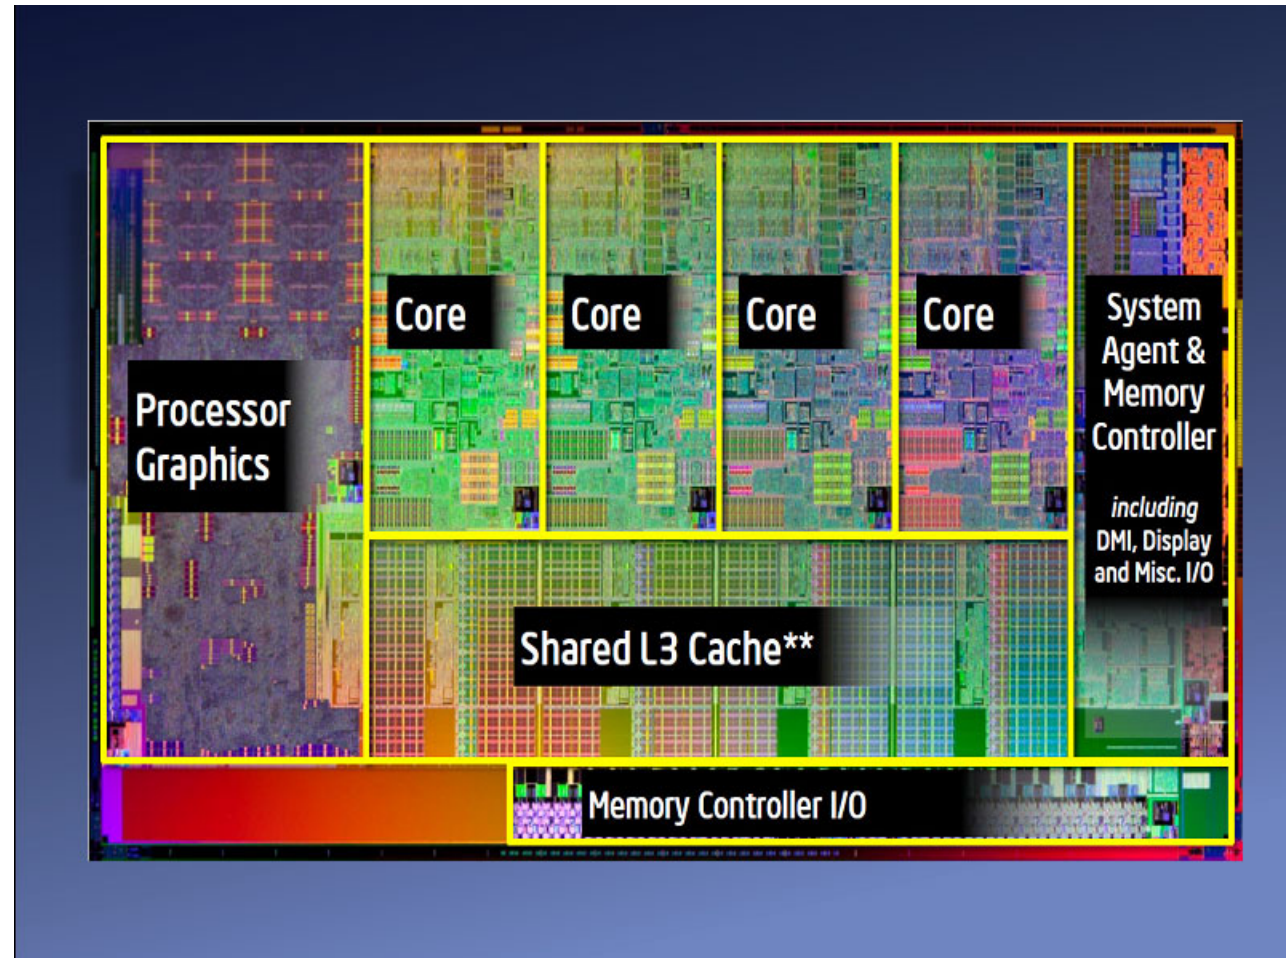 Processor
Graphics
Core
Core
Core
Core
System
Agent &
Memory
Controller
including
DMI, Display
and Misc. I/O
Shared L3 Cache**
Memory Controller I/O